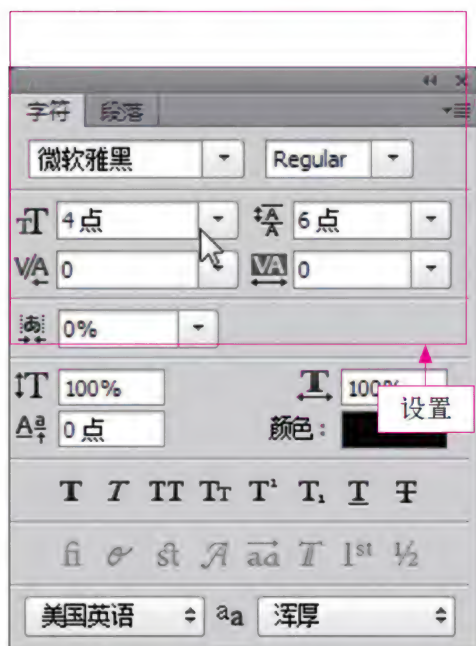 字符 段落
微软雅黑 Regular
4点 6点
0 0
0%
100% 100%
设置
0点 颜色：
T T TT Tт T¹ T₁ T T
fi st A aa T 1st ½
美国英语 aa 浑厚